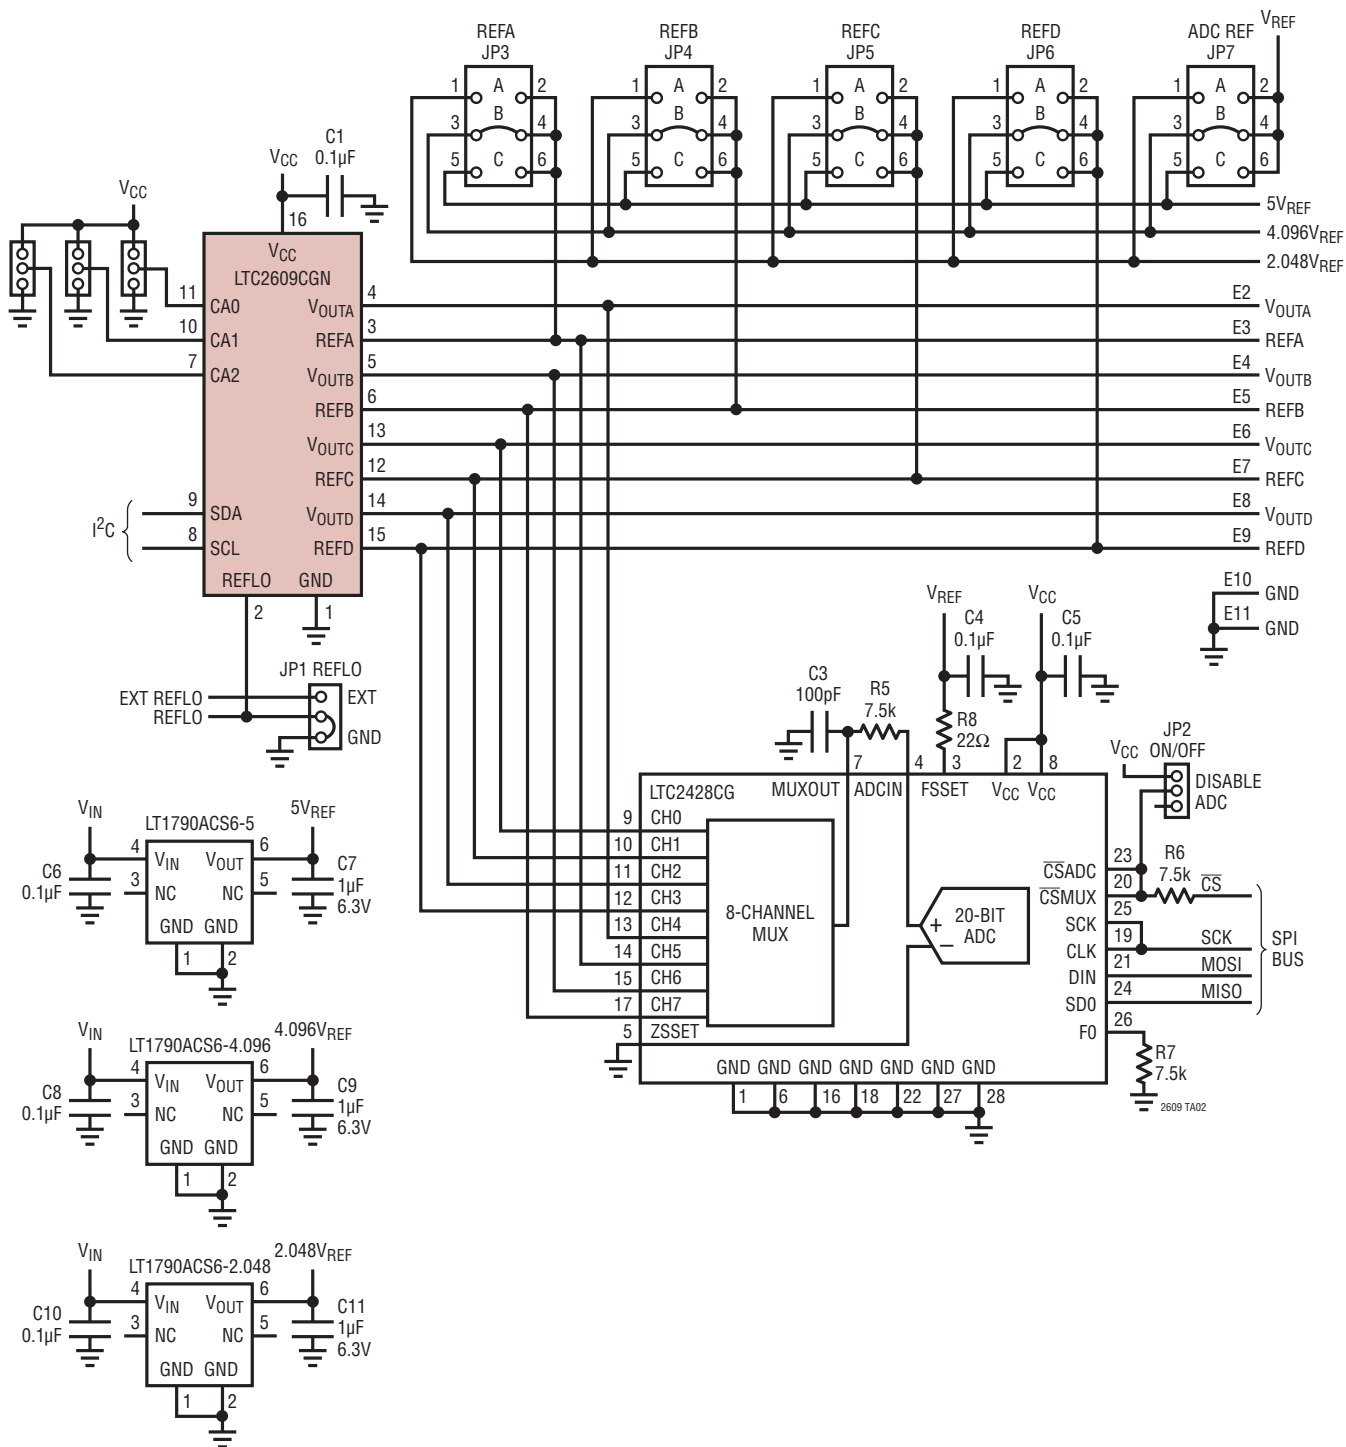 REFA
JP3
REFB
JP4
REFC
JP5
REFD
JP6
ADC REF
JP7
VREF
1 A 2
3 B 4
5 C 6
1 A 2
3 B 4
5 C 6
1 A 2
3 B 4
5 C 6
1 A 2
3 B 4
5 C 6
1 A 2
3 B 4
5 C 6
5VREF
4.096VREF
2.048VREF
VCC
C1
0.1µF
VCC
16
VCC
LTC2609CGN
11 CA0
10 CA1
7 CA2
9 SDA
8 SCL
I2C
VOUTA 4
REFA 3
VOUTB 5
REFB 6
VOUTC 13
REFC 12
VOUTD 14
REFD 15
REFLO GND
2 1
E2 VOUTA
E3 REFA
E4 VOUTB
E5 REFB
E6 VOUTC
E7 REFC
E8 VOUTD
E9 REFD
E10 GND
E11 GND
JP1 REFLO
EXT REFLO EXT
REFLO
GND
VREF
C4
0.1µF
VCC
C5
0.1µF
C3
100pF
R5
7.5k
R8
22Ω
JP2
ON/OFF
VCC
DISABLE
ADC
7 4 3 2 8
MUXOUT ADCIN FSSET VCC VCC
LTC2428CG
9 CH0
10 CH1
11 CH2
12 CH3
13 CH4
14 CH5
15 CH6
17 CH7
5 ZSSET
8-CHANNEL
MUX
+
–
20-BIT
ADC
CSADC 23
CSMUX 20
SCK 25
CLK 19
DIN 21
SD0 24
F0 26
R6
7.5k
CS
SCK
MOSI
MISO
SPI
BUS
R7
7.5k
GND GND GND GND GND GND GND
1 6 16 18 22 27 28
2609 TA02
VIN
LT1790ACS6-5
5VREF
4 VIN VOUT 6
3 NC NC 5
GND GND
1 2
C6
0.1µF
C7
1µF
6.3V
VIN
LT1790ACS6-4.096
4.096VREF
4 VIN VOUT 6
3 NC NC 5
GND GND
1 2
C8
0.1µF
C9
1µF
6.3V
VIN
LT1790ACS6-2.048
2.048VREF
4 VIN VOUT 6
3 NC NC 5
GND GND
1 2
C10
0.1µF
C11
1µF
6.3V